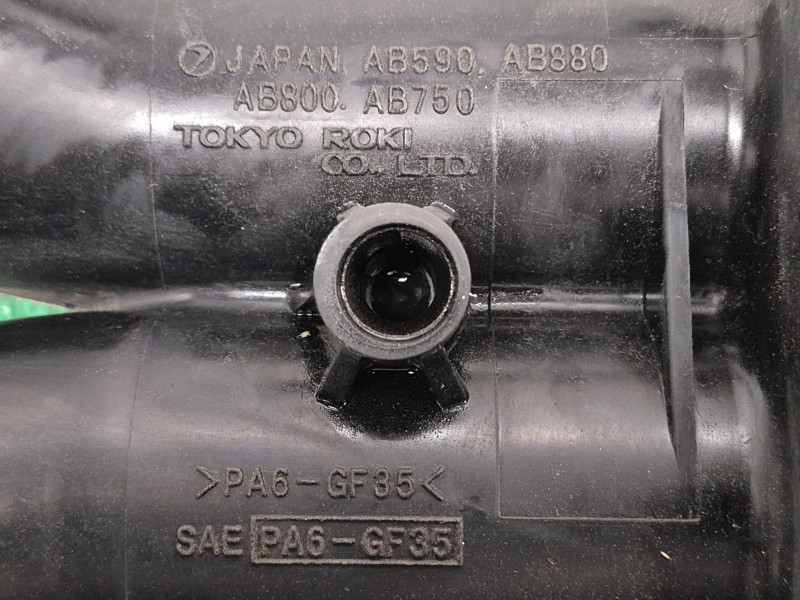 JAPAN, AB590, AB880
AB800. AB750
TOKYO ROKI
CO., LTD.
>PA6-GF35<
SAE PA6-GF35